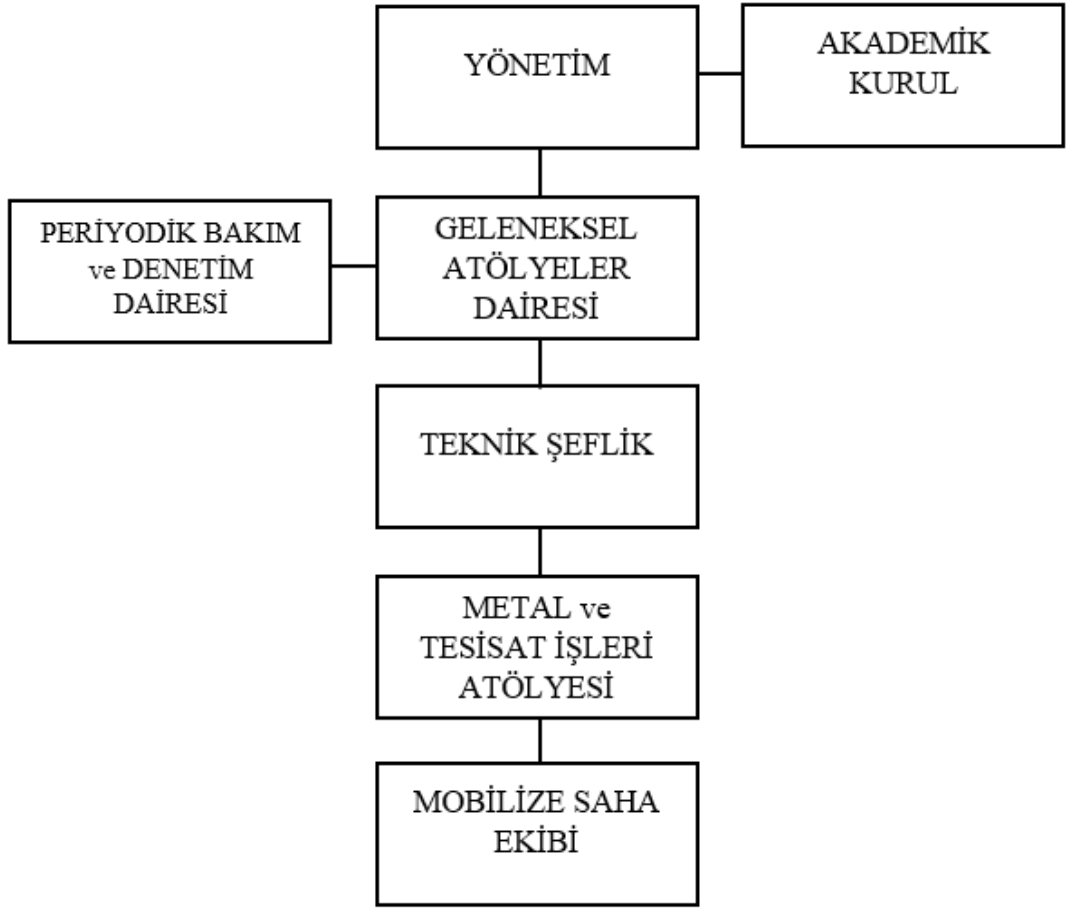 YÖNETİM
AKADEMİK
KURUL
PERİYODİK BAKIM
ve DENETİM
DAİRESİ
GELENEKSEL
ATÖLYELER
DAİRESİ
TEKNİK ŞEFLİK
METAL ve
TESİSAT İŞLERİ
ATÖLYESİ
MOBİLİZE SAHA
EKİBİ